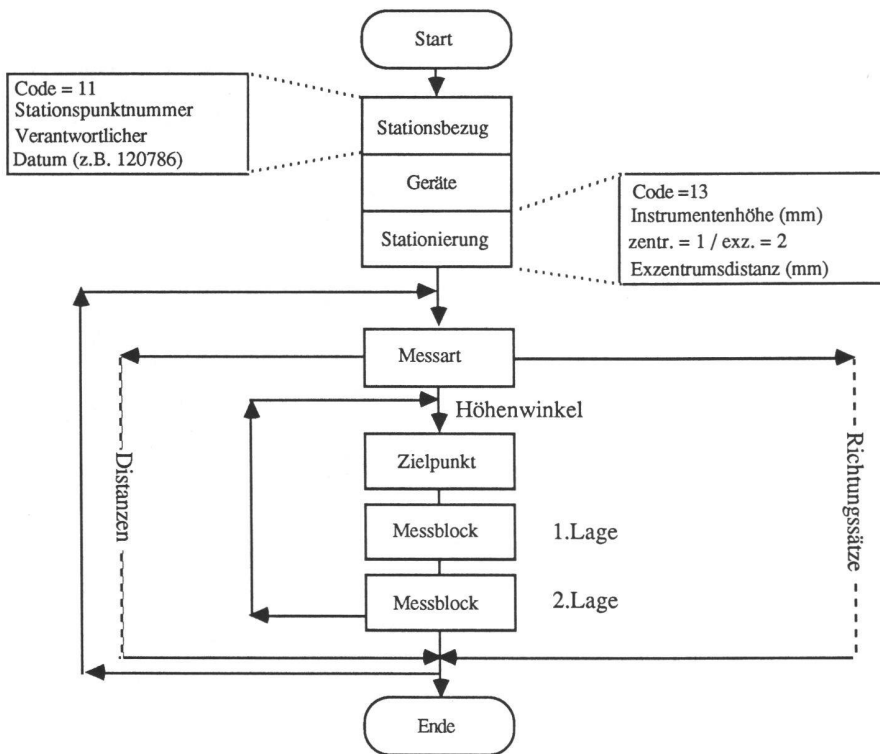 Start
Code = 11
Stationspunktnummer
Verantwortlicher
Datum (z.B. 120786)
Stationsbezug
Geräte
Stationierung
Code =13
Instrumentenhöhe (mm)
zentr. = 1 / exz. = 2
Exzentrumsdistanz (mm)
Messart
Höhenwinkel
Distanzen
Richtungssätze
Zielpunkt
Messblock
1.Lage
Messblock
2.Lage
Ende